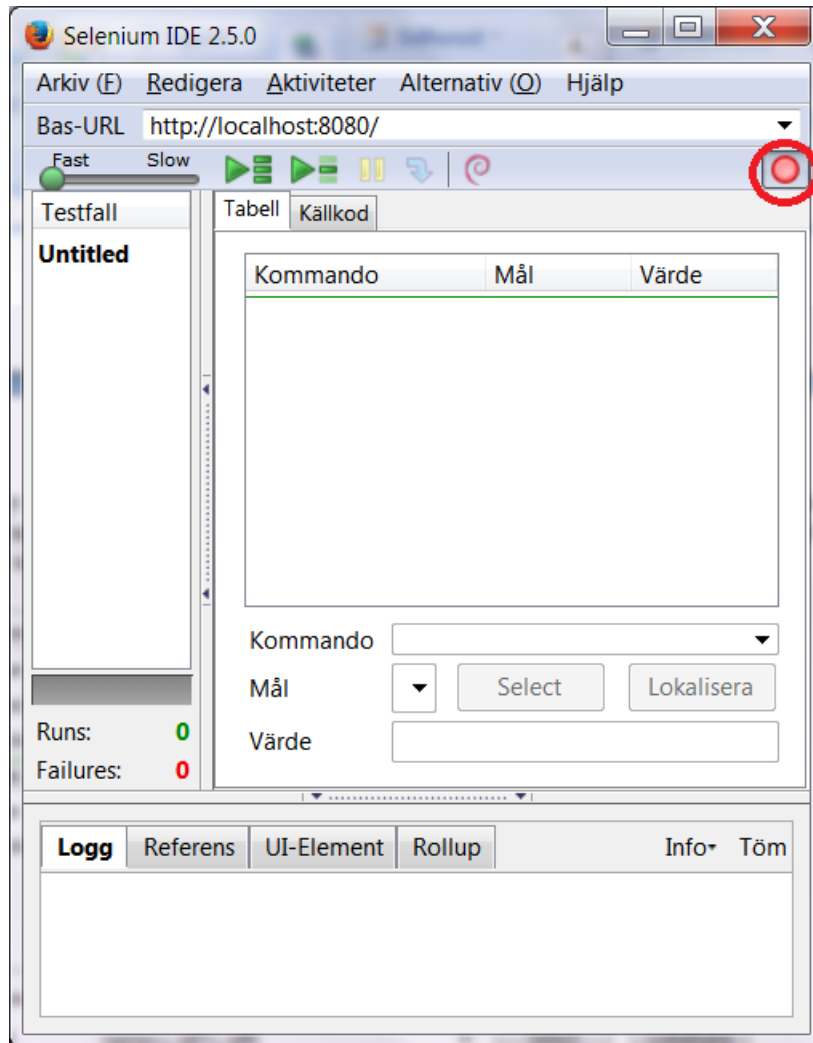 Selenium IDE 2.5.0
Arkiv (F) Redigera Aktiviteter Alternativ (O) Hjälp
Bas-URL http://localhost:8080/
Fast Slow
Testfall
Untitled
Tabell Källkod
Kommando Mål Värde
Kommando
Mål Select Lokalisera
Värde
Runs: 0
Failures: 0
Logg Referens UI-Element Rollup Info Töm